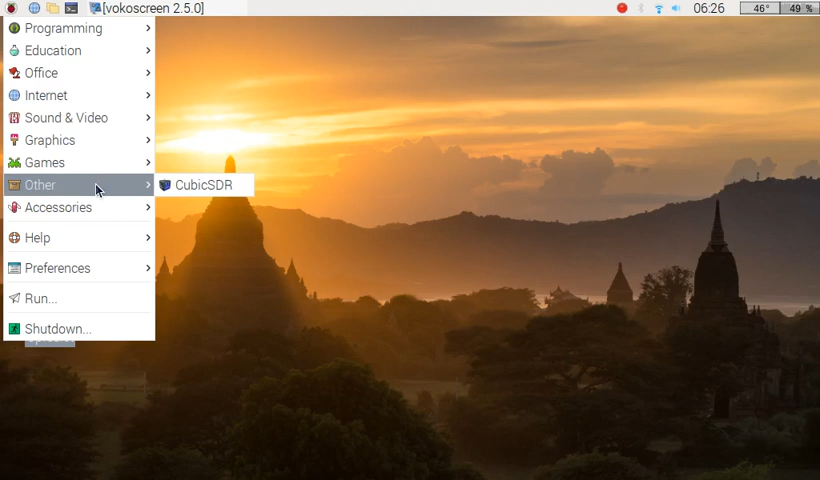 [vokoscreen 2.5.0]
06:26
46°
49 %
Programming
Education
Office
Internet
Sound & Video
Graphics
Games
Other
CubicSDR
Accessories
Help
Preferences
Run...
Shutdown...